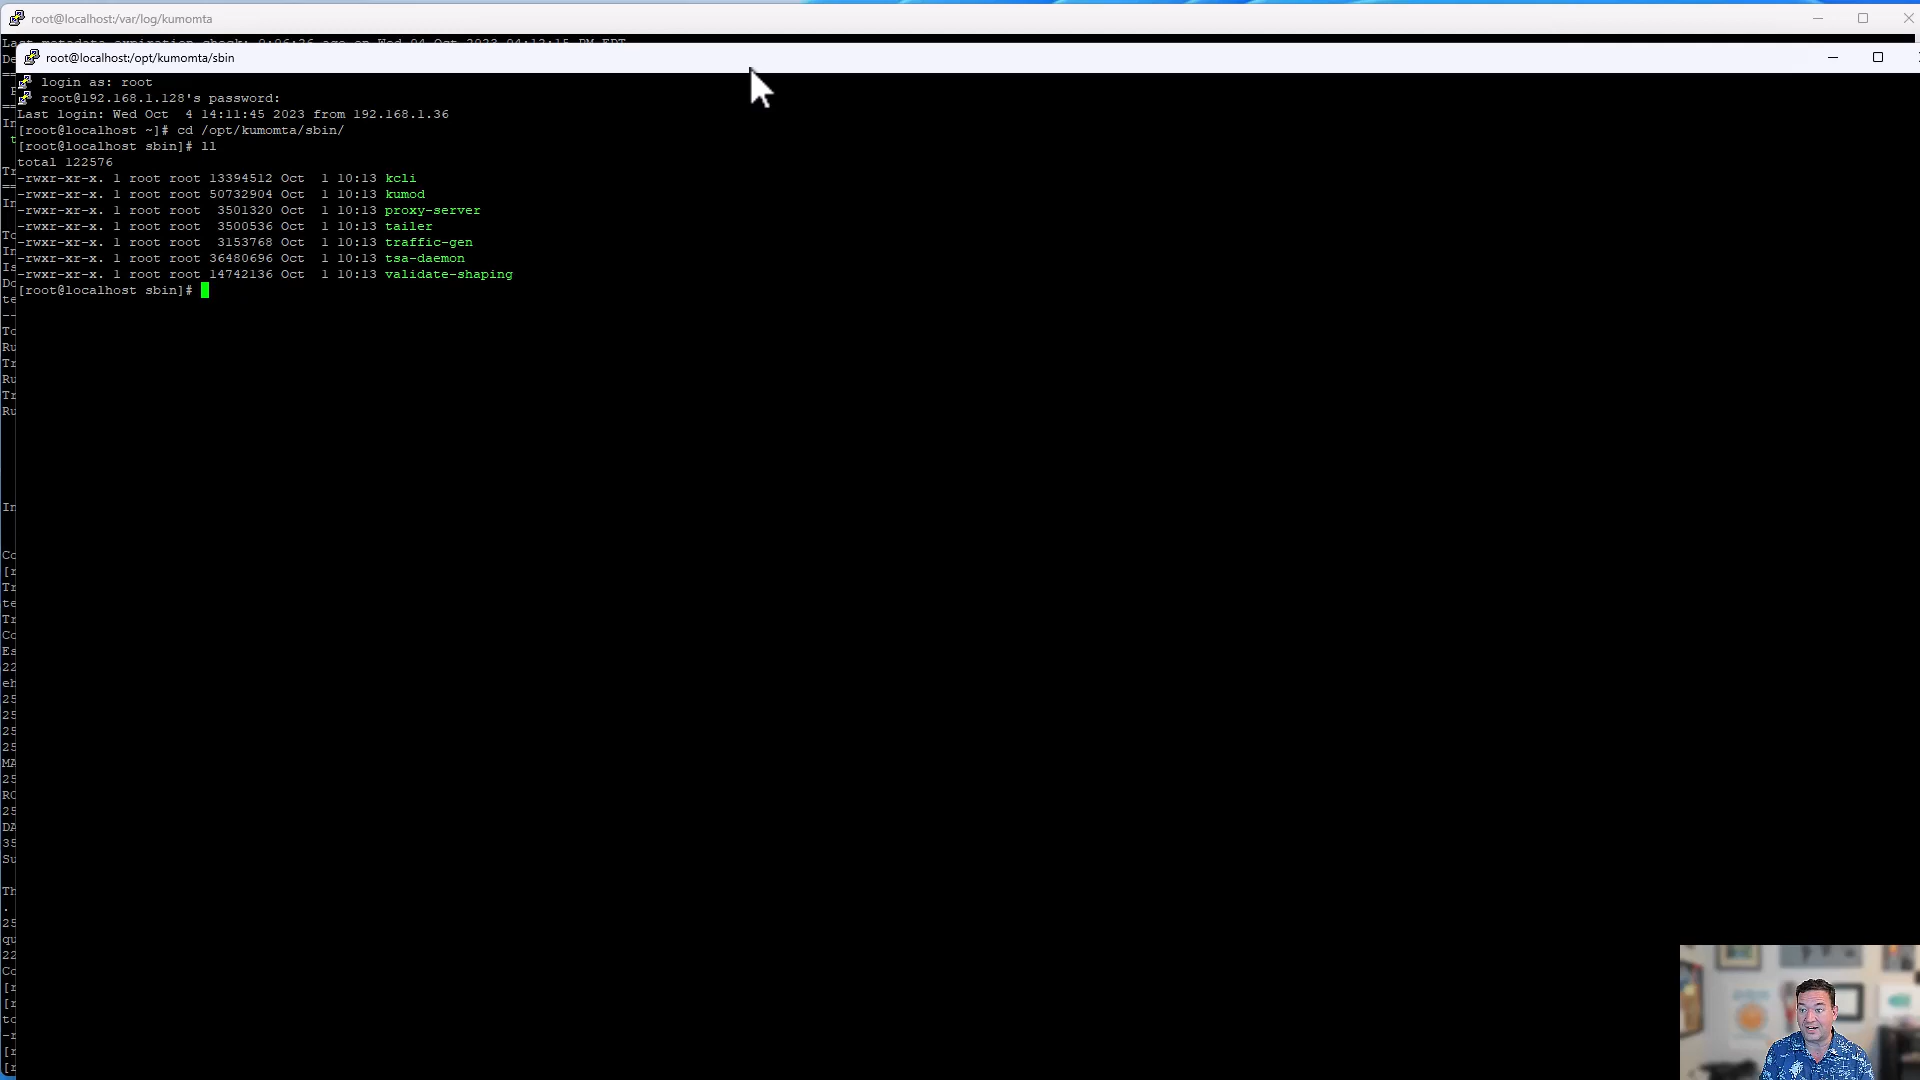 root@localhost:/var/log/kumomta
root@localhost:/opt/kumomta/sbin
login as: root
root@192.168.1.128's password:
Last login: Wed Oct  4 14:11:45 2023 from 192.168.1.36
[root@localhost ~]# cd /opt/kumomta/sbin/
[root@localhost sbin]# ll
total 122576
-rwxr-xr-x. 1 root root 13394512 Oct  1 10:13 kcli
-rwxr-xr-x. 1 root root 50732904 Oct  1 10:13 kumod
-rwxr-xr-x. 1 root root  3501320 Oct  1 10:13 proxy-server
-rwxr-xr-x. 1 root root  3500536 Oct  1 10:13 tailer
-rwxr-xr-x. 1 root root  3153768 Oct  1 10:13 traffic-gen
-rwxr-xr-x. 1 root root 36480696 Oct  1 10:13 tsa-daemon
-rwxr-xr-x. 1 root root 14742136 Oct  1 10:13 validate-shaping
[root@localhost sbin]#